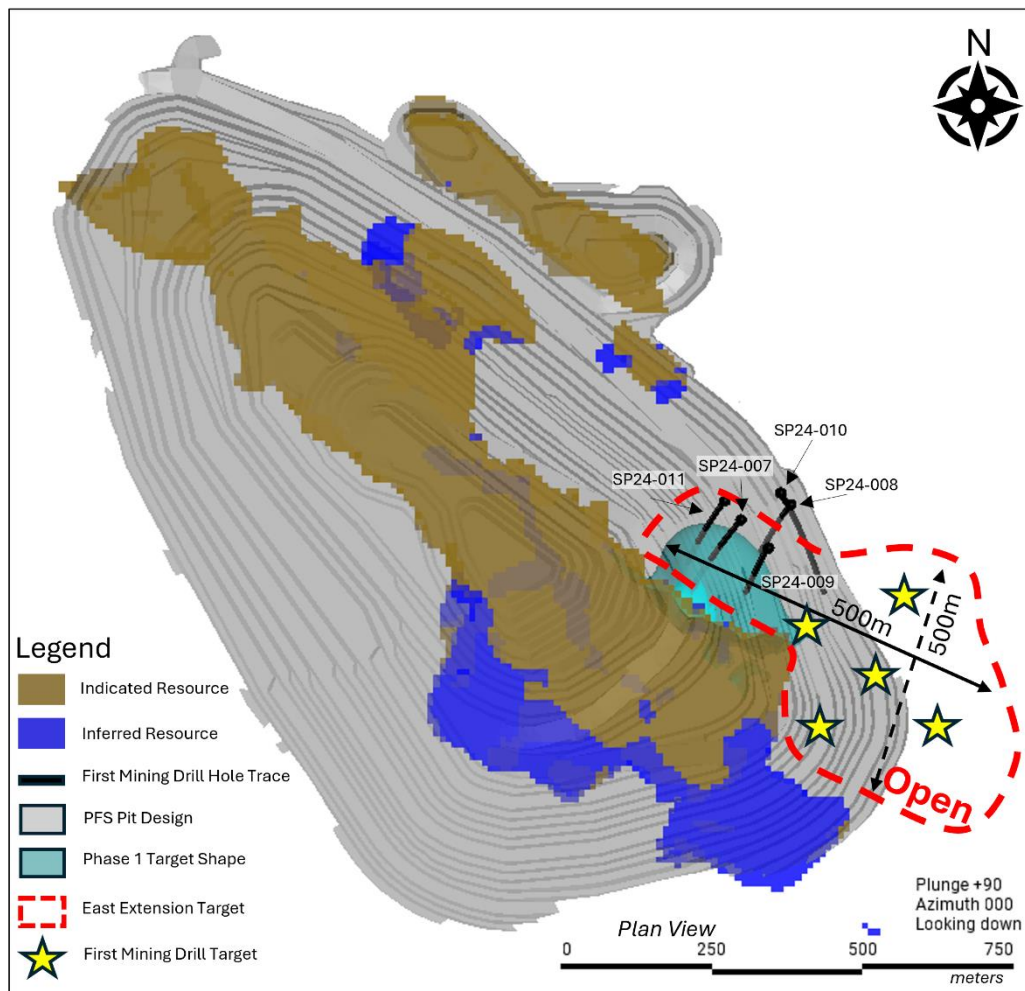 N
SP24-010
SP24-007
SP24-011
SP24-008
SP24-009
500m
500m
Open
Legend
Indicated Resource
Inferred Resource
First Mining Drill Hole Trace
PFS Pit Design
Phase 1 Target Shape
East Extension Target
First Mining Drill Target
Plunge +90
Azimuth 000
Looking down
Plan View
0 250 500 750
meters